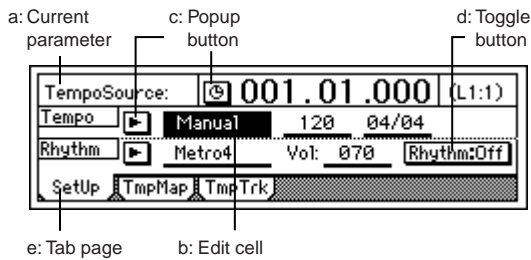 a: Current parameter
c: Popup button
d: Toggle button
TempoSource: 001.01.000 (L1:1)
Tempo Manual 120 04/04
Rhythm Metro4 Vol: 070 Rhythm:Off
SetUp TmpMap TmpTrk
e: Tab page
b: Edit cell